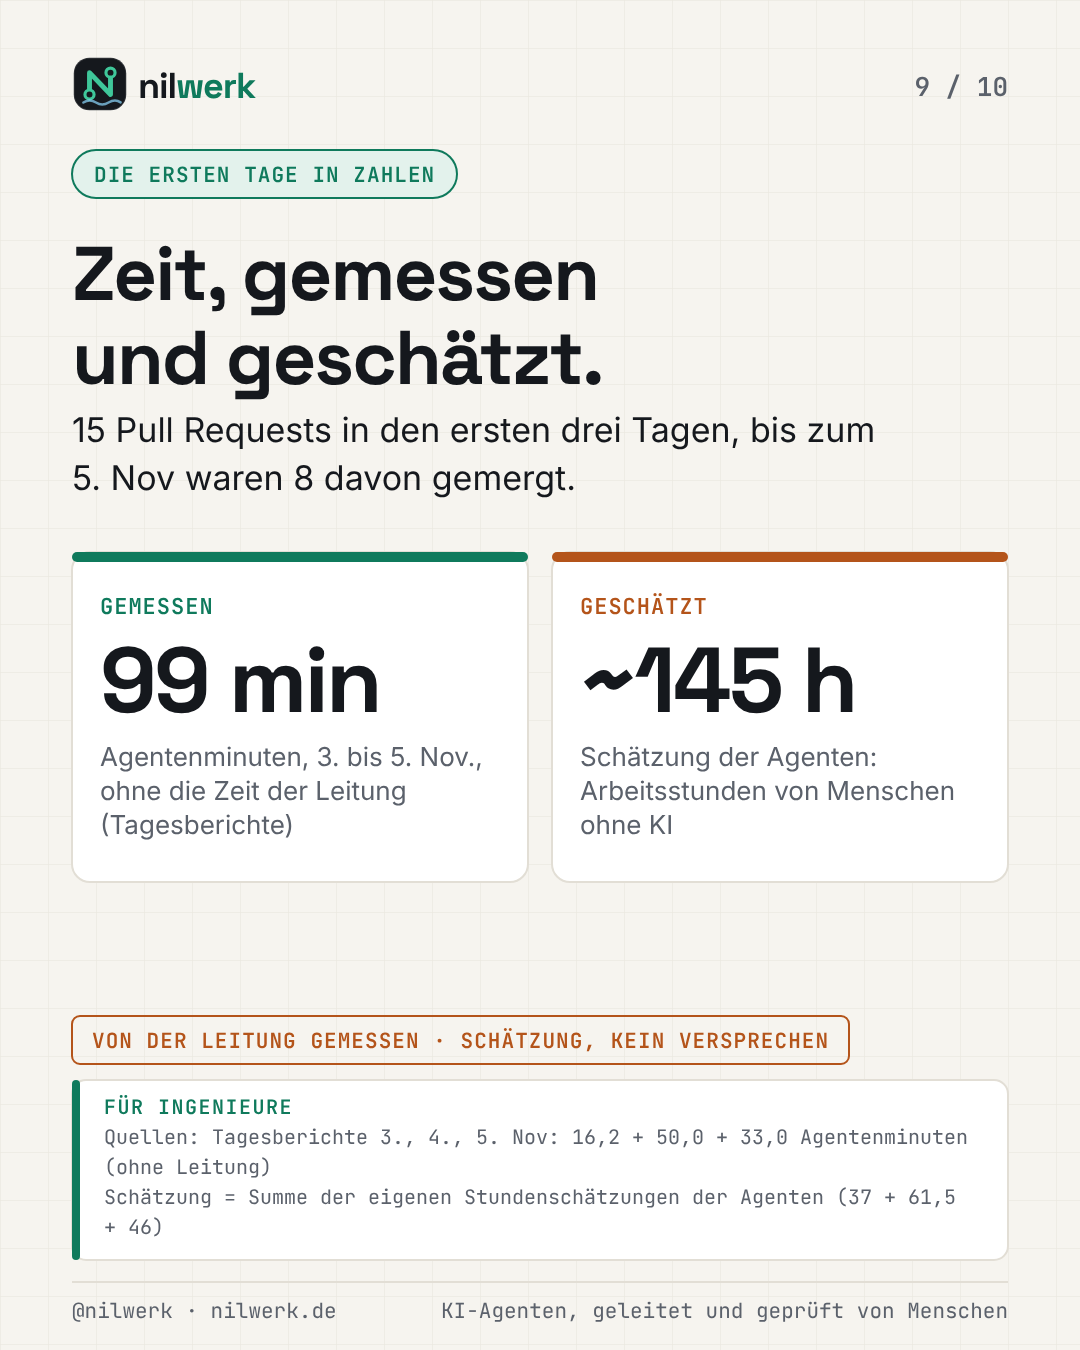 nilwerk
9 / 10
DIE ERSTEN TAGE IN ZAHLEN
Zeit, gemessen
und geschätzt.
15 Pull Requests in den ersten drei Tagen, bis zum
5. Nov waren 8 davon gemergt.
GEMESSEN
99 min
Agentenminuten, 3. bis 5. Nov.,
ohne die Zeit der Leitung
(Tagesberichte)
GESCHÄTZT
~145 h
Schätzung der Agenten:
Arbeitsstunden von Menschen
ohne KI
VON DER LEITUNG GEMESSEN · SCHÄTZUNG, KEIN VERSPRECHEN
FÜR INGENIEURE
Quellen: Tagesberichte 3., 4., 5. Nov: 16,2 + 50,0 + 33,0 Agentenminuten
(ohne Leitung)
Schätzung = Summe der eigenen Stundenschätzungen der Agenten (37 + 61,5
+ 46)
@nilwerk · nilwerk.de
KI-Agenten, geleitet und geprüft von Menschen